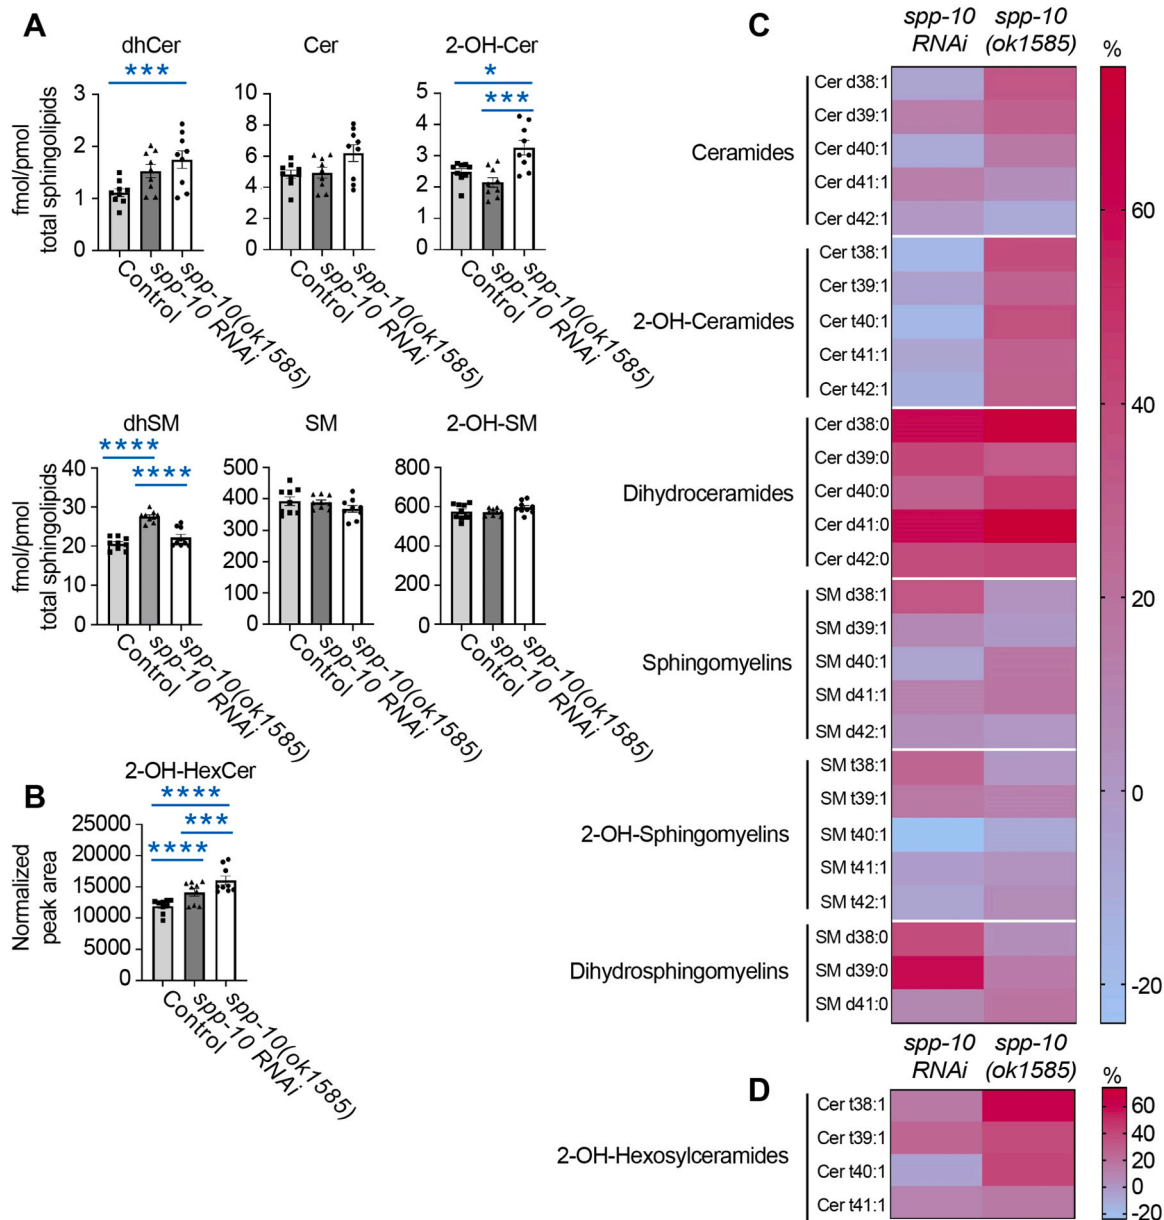 A
dhCer
Cer
2-OH-Cer
***
*
***
fmol/pmol
total sphingolipids
3
2
1
0
10
8
6
4
2
0
5
4
3
2
1
0
Control
spp-10 RNAi
spp-10(ok1585)
Control
spp-10 RNAi
spp-10(ok1585)
Control
spp-10 RNAi
spp-10(ok1585)
dhSM
SM
2-OH-SM
****
****
fmol/pmol
total sphingolipids
40
30
20
10
0
500
400
300
200
100
0
800
600
400
200
0
Control
spp-10 RNAi
spp-10(ok1585)
Control
spp-10 RNAi
spp-10(ok1585)
Control
spp-10 RNAi
spp-10(ok1585)
B
2-OH-HexCer
****
***
****
Normalized
peak area
25000
20000
15000
10000
5000
0
Control
spp-10 RNAi
spp-10(ok1585)
C
spp-10
RNAi
spp-10
(ok1585)
%
60
40
20
0
-20
Ceramides
Cer d38:1
Cer d39:1
Cer d40:1
Cer d41:1
Cer d42:1
2-OH-Ceramides
Cer t38:1
Cer t39:1
Cer t40:1
Cer t41:1
Cer t42:1
Dihydroceramides
Cer d38:0
Cer d39:0
Cer d40:0
Cer d41:0
Cer d42:0
Sphingomyelins
SM d38:1
SM d39:1
SM d40:1
SM d41:1
SM d42:1
2-OH-Sphingomyelins
SM t38:1
SM t39:1
SM t40:1
SM t41:1
SM t42:1
Dihydrosphingomyelins
SM d38:0
SM d39:0
SM d41:0
D
spp-10
RNAi
spp-10
(ok1585)
%
60
40
20
0
-20
2-OH-Hexosylceramides
Cer t38:1
Cer t39:1
Cer t40:1
Cer t41:1